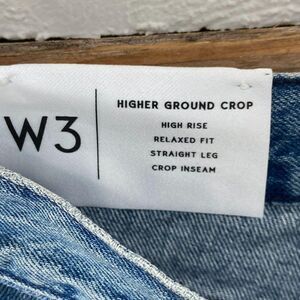 W3
HIGHER GROUND CROP
HIGH RISE
RELAXED FIT
STRAIGHT LEG
CROP INSEAM